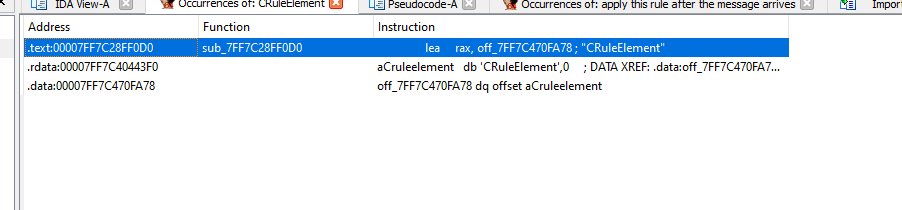 IDA View-A Occurrences of: CRuleElement Pseudocode-A Occurrences of: apply this rule after the message arrives Import
Address Function Instruction
.text:00007FF7C28FF0D0 sub_7FF7C28FF0D0 lea rax, off_7FF7C470FA78 ; "CRuleElement"
.rdata:00007FF7C40443F0 aCruleelement db 'CRuleElement',0 ; DATA XREF: .data:off_7FF7C470FA7...
.data:00007FF7C470FA78 off_7FF7C470FA78 dq offset aCruleelement